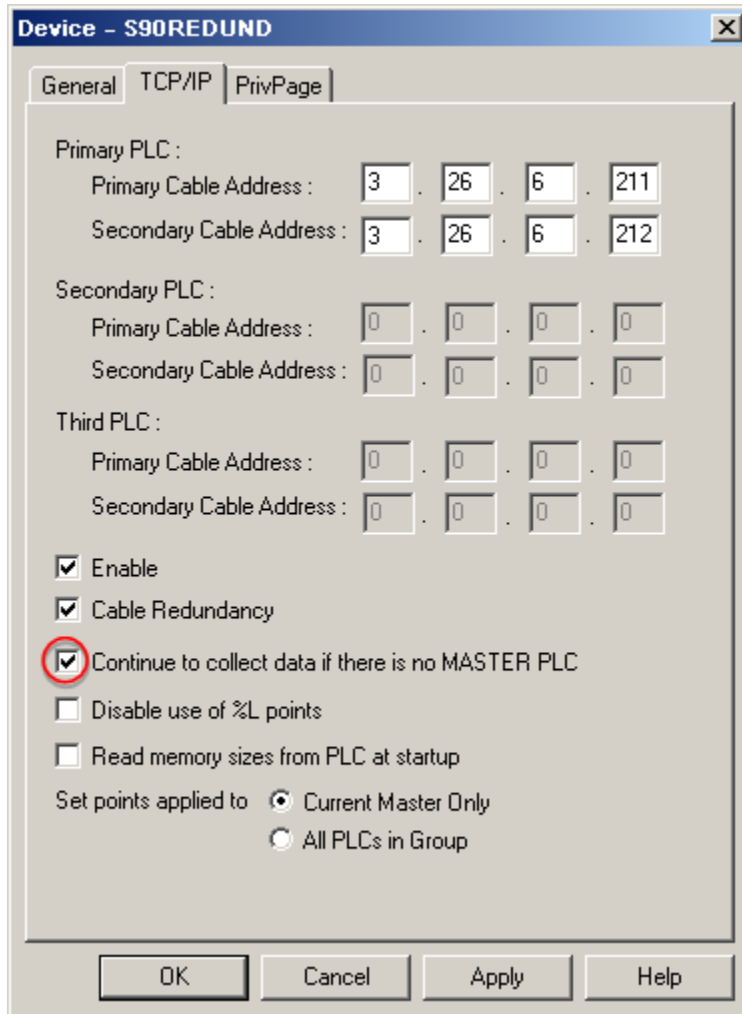 Device - S90REDUND
General TCP/IP PrivPage
Primary PLC :
Primary Cable Address : 3 . 26 . 6 . 211
Secondary Cable Address : 3 . 26 . 6 . 212
Secondary PLC :
Primary Cable Address : 0 . 0 . 0 . 0
Secondary Cable Address : 0 . 0 . 0 . 0
Third PLC :
Primary Cable Address : 0 . 0 . 0 . 0
Secondary Cable Address : 0 . 0 . 0 . 0
Enable
Cable Redundancy
Continue to collect data if there is no MASTER PLC
Disable use of %L points
Read memory sizes from PLC at startup
Set points applied to Current Master Only
All PLCs in Group
OK Cancel Apply Help